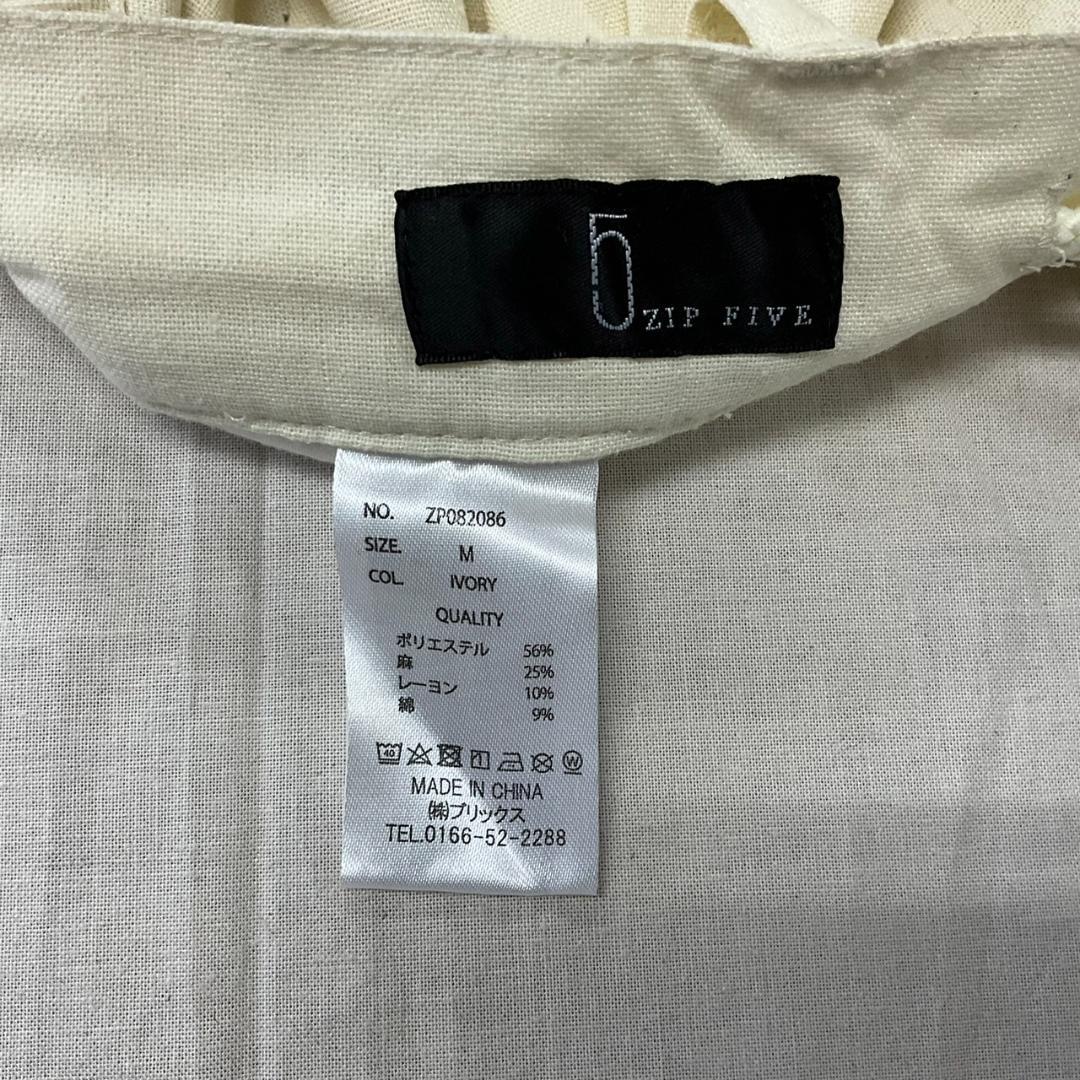 5 ZIP FIVE
NO. ZP082086
SIZE. M
COL. IVORY
QUALITY
ポリエステル 56%
麻 25%
レーヨン 10%
綿 9%
40 W
MADE IN CHINA
㈱ブリックス
TEL.0166-52-2288